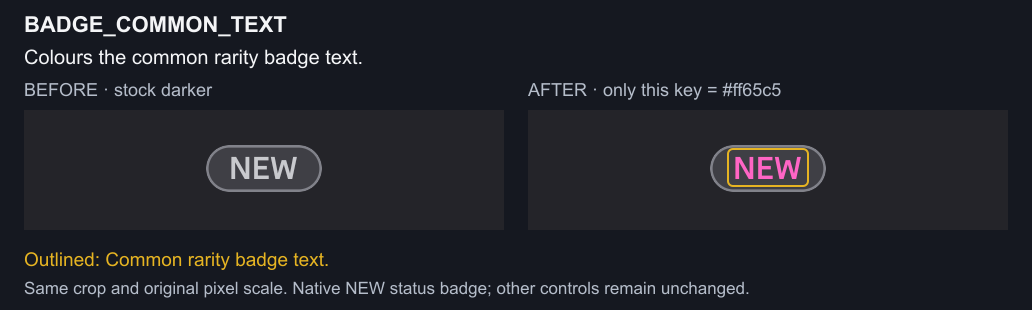 BADGE_COMMON_TEXT
Colours the common rarity badge text.
BEFORE · stock darker
AFTER · only this key = #ff65c5
NEW
NEW
Outlined: Common rarity badge text.
Same crop and original pixel scale. Native NEW status badge; other controls remain unchanged.